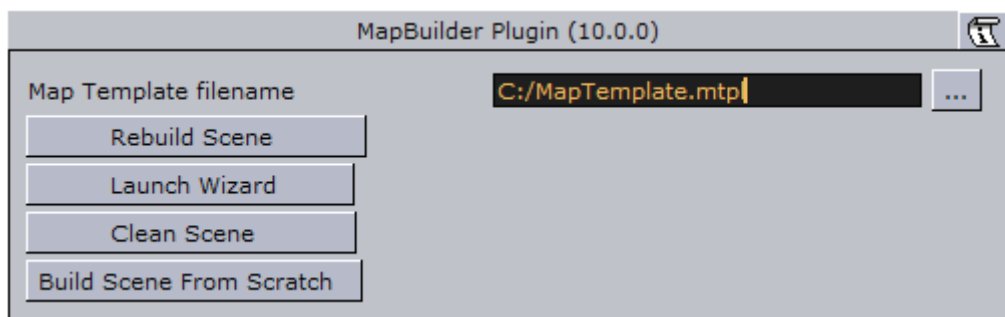 MapBuilder Plugin (10.0.0)
Map Template filename C:/MapTemplate.mtpl ...
Rebuild Scene
Launch Wizard
Clean Scene
Build Scene From Scratch